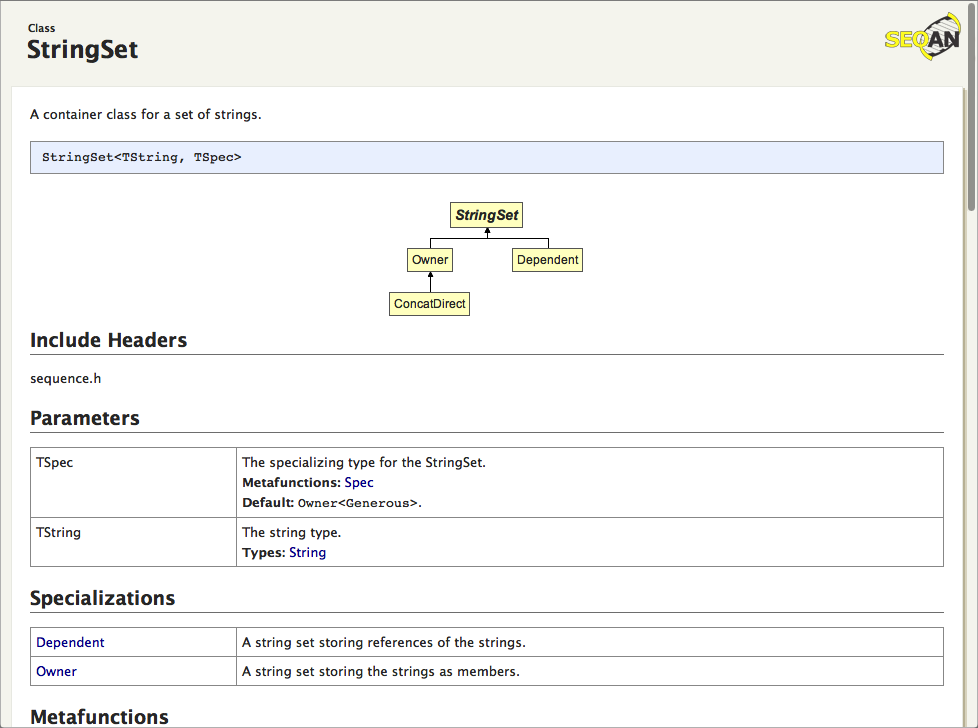 Class
StringSet
SEQAN
A container class for a set of strings.
StringSet<TString, TSpec>
StringSet
Owner
Dependent
ConcatDirect
Include Headers
sequence.h
Parameters
TSpec
The specializing type for the StringSet.
Metafunctions: Spec
Default: Owner<Generous>.
TString
The string type.
Types: String
Specializations
Dependent
A string set storing references of the strings.
Owner
A string set storing the strings as members.
Metafunctions